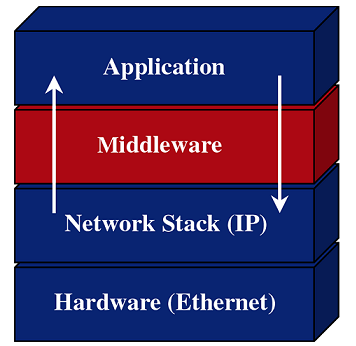 Application
Middleware
Network Stack (IP)
Hardware (Ethernet)